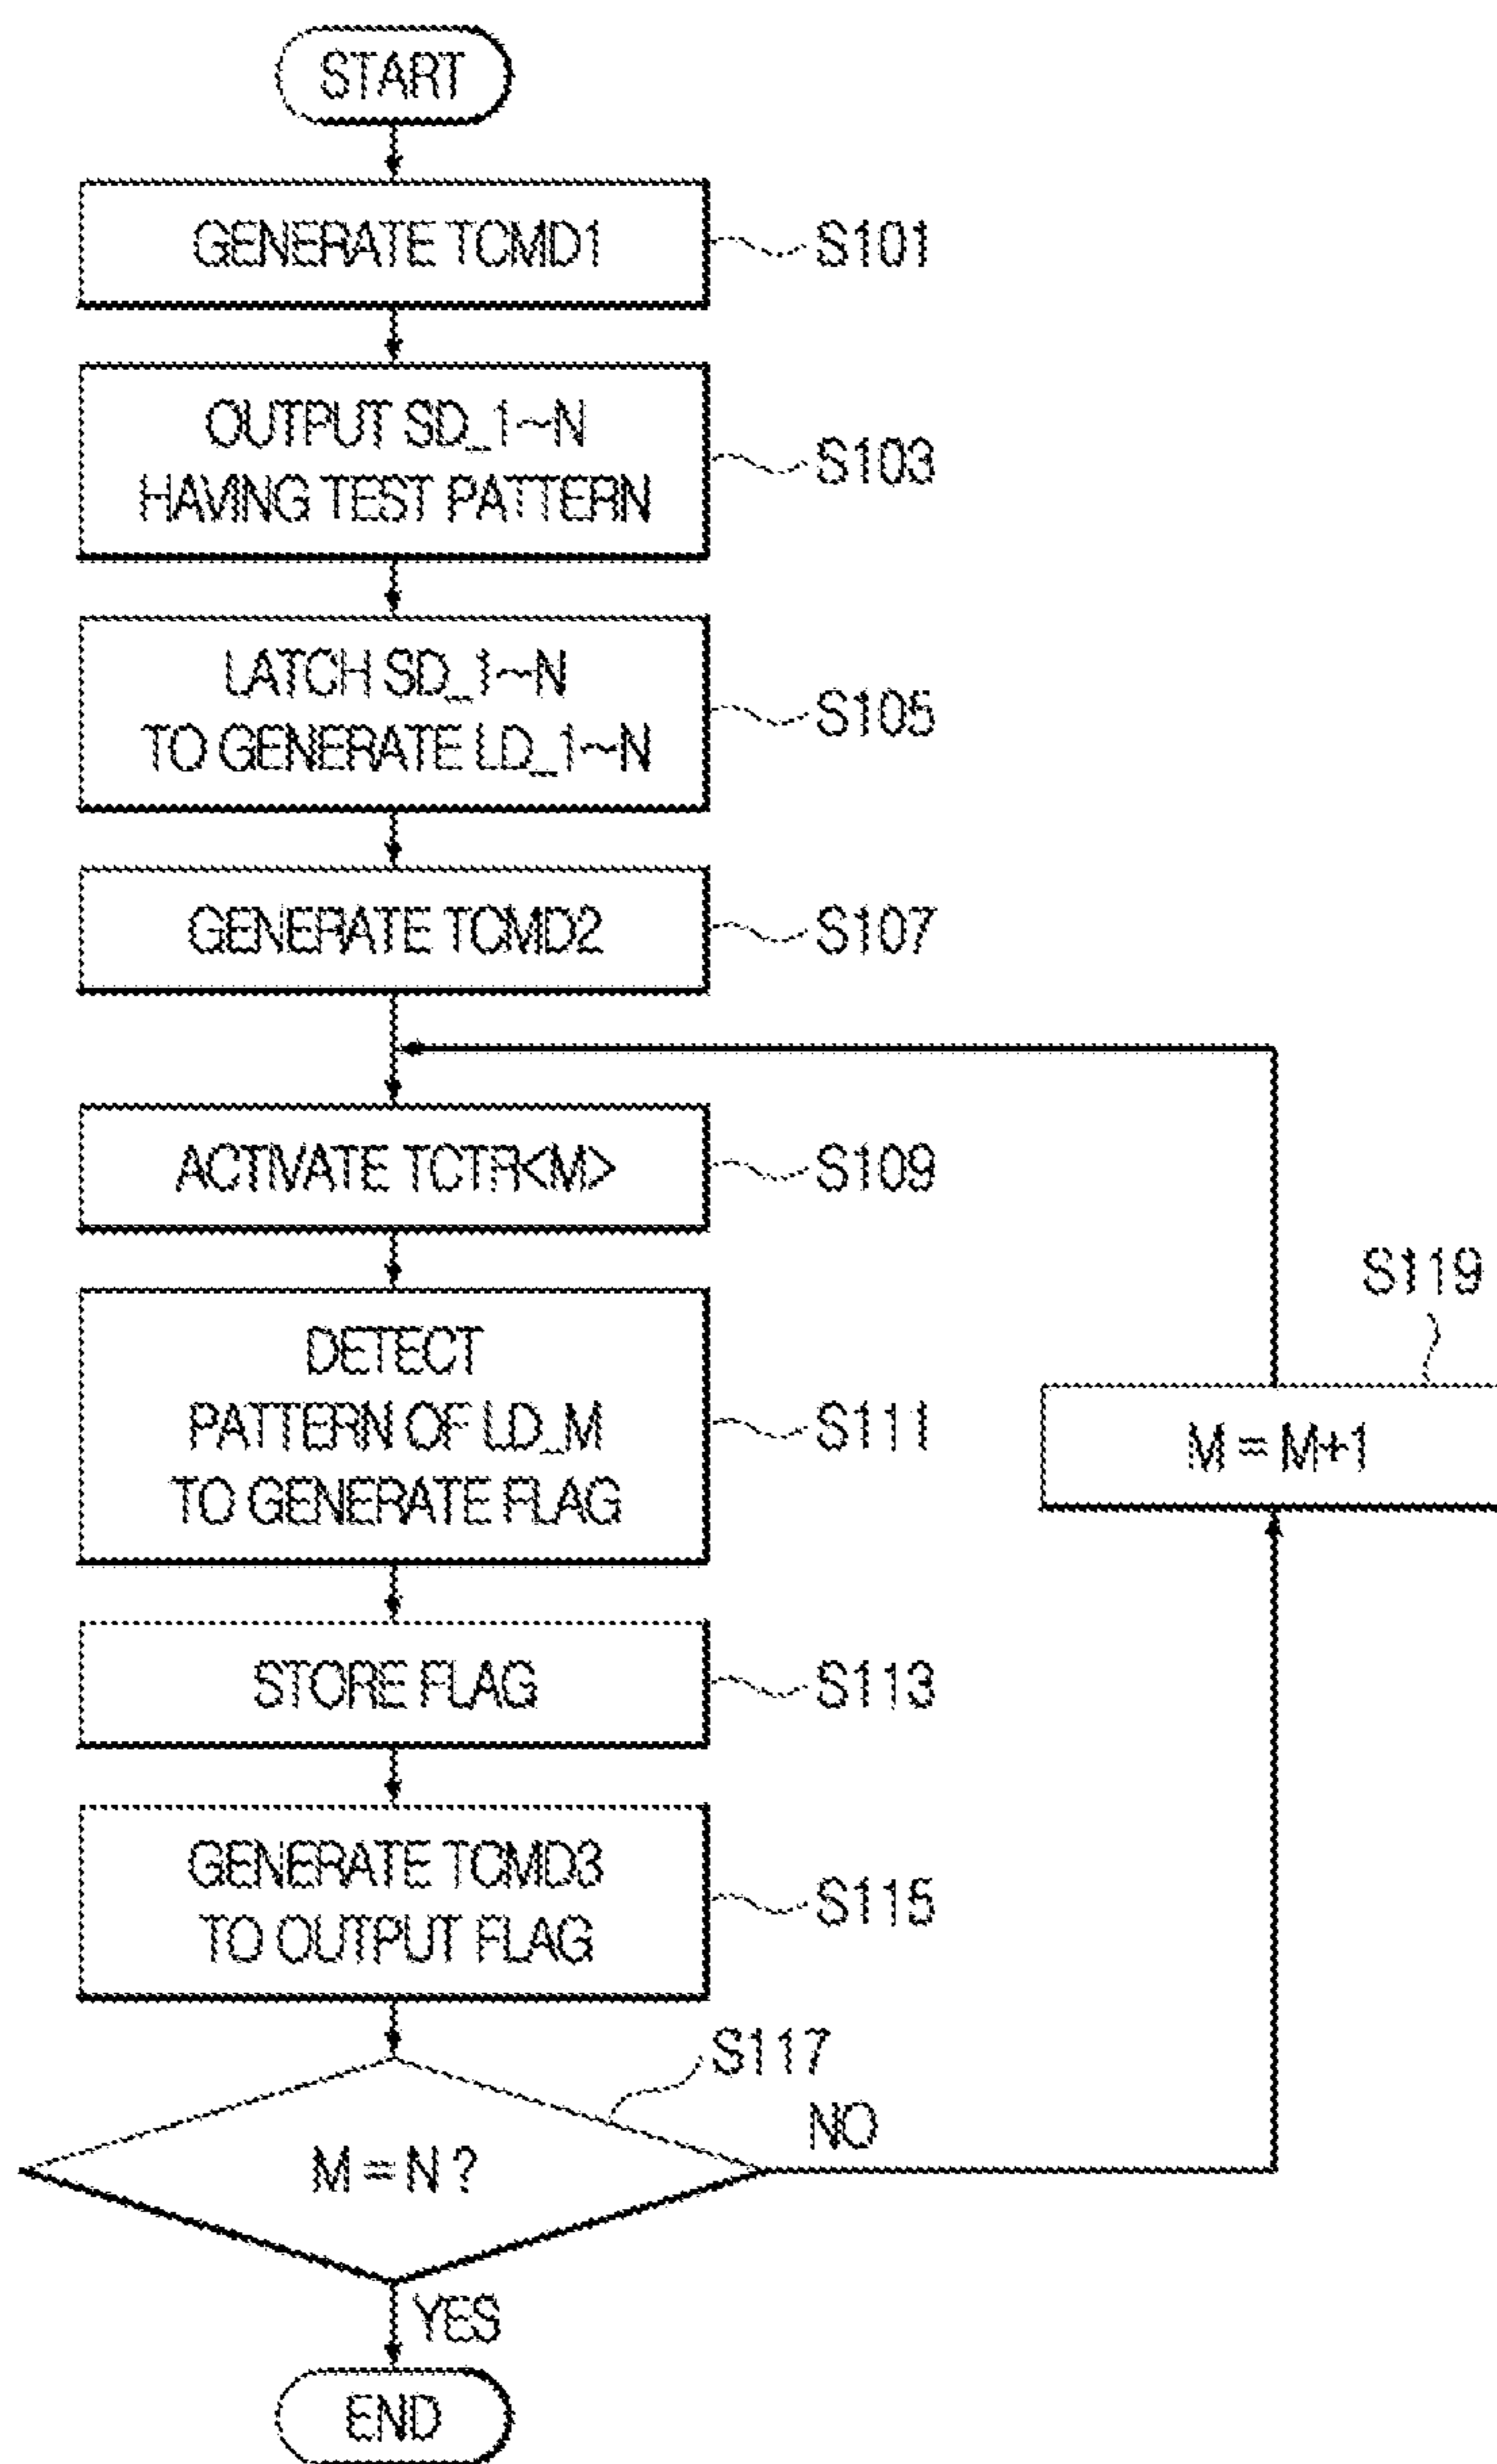 START
GENERATE TCMD1
S101
OUTPUT SD_1~N
HAVING TEST PATTERN
S103
LATCH SD_1~N
TO GENERATE LD_1~N
S105
GENERATE TCMD2
S107
ACTIVATE TCTR<M>
S109
DETECT
PATTERN OF LD_M
TO GENERATE FLAG
S111
S119
M = M+1
STORE FLAG
S113
GENERATE TCMD3
TO OUTPUT FLAG
S115
S117
M = N ?
NO
YES
END